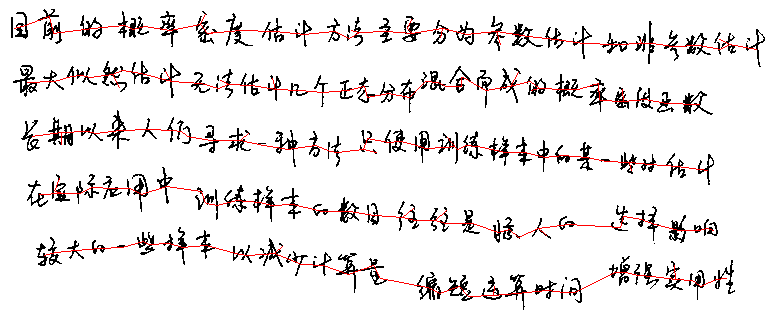 目前的概率密度估计方法主要分为参数估计和非参数估计
最大似然估计无法估计几个正态分布混合而成的概率密度函数
长期以来人们寻求一种方法只使用训练样本中的某一些对估计
在实际应用中训练样本的数目往往是惊人的选择影响
较大的一些样本以减少计算量缩短运算时间增强实用性